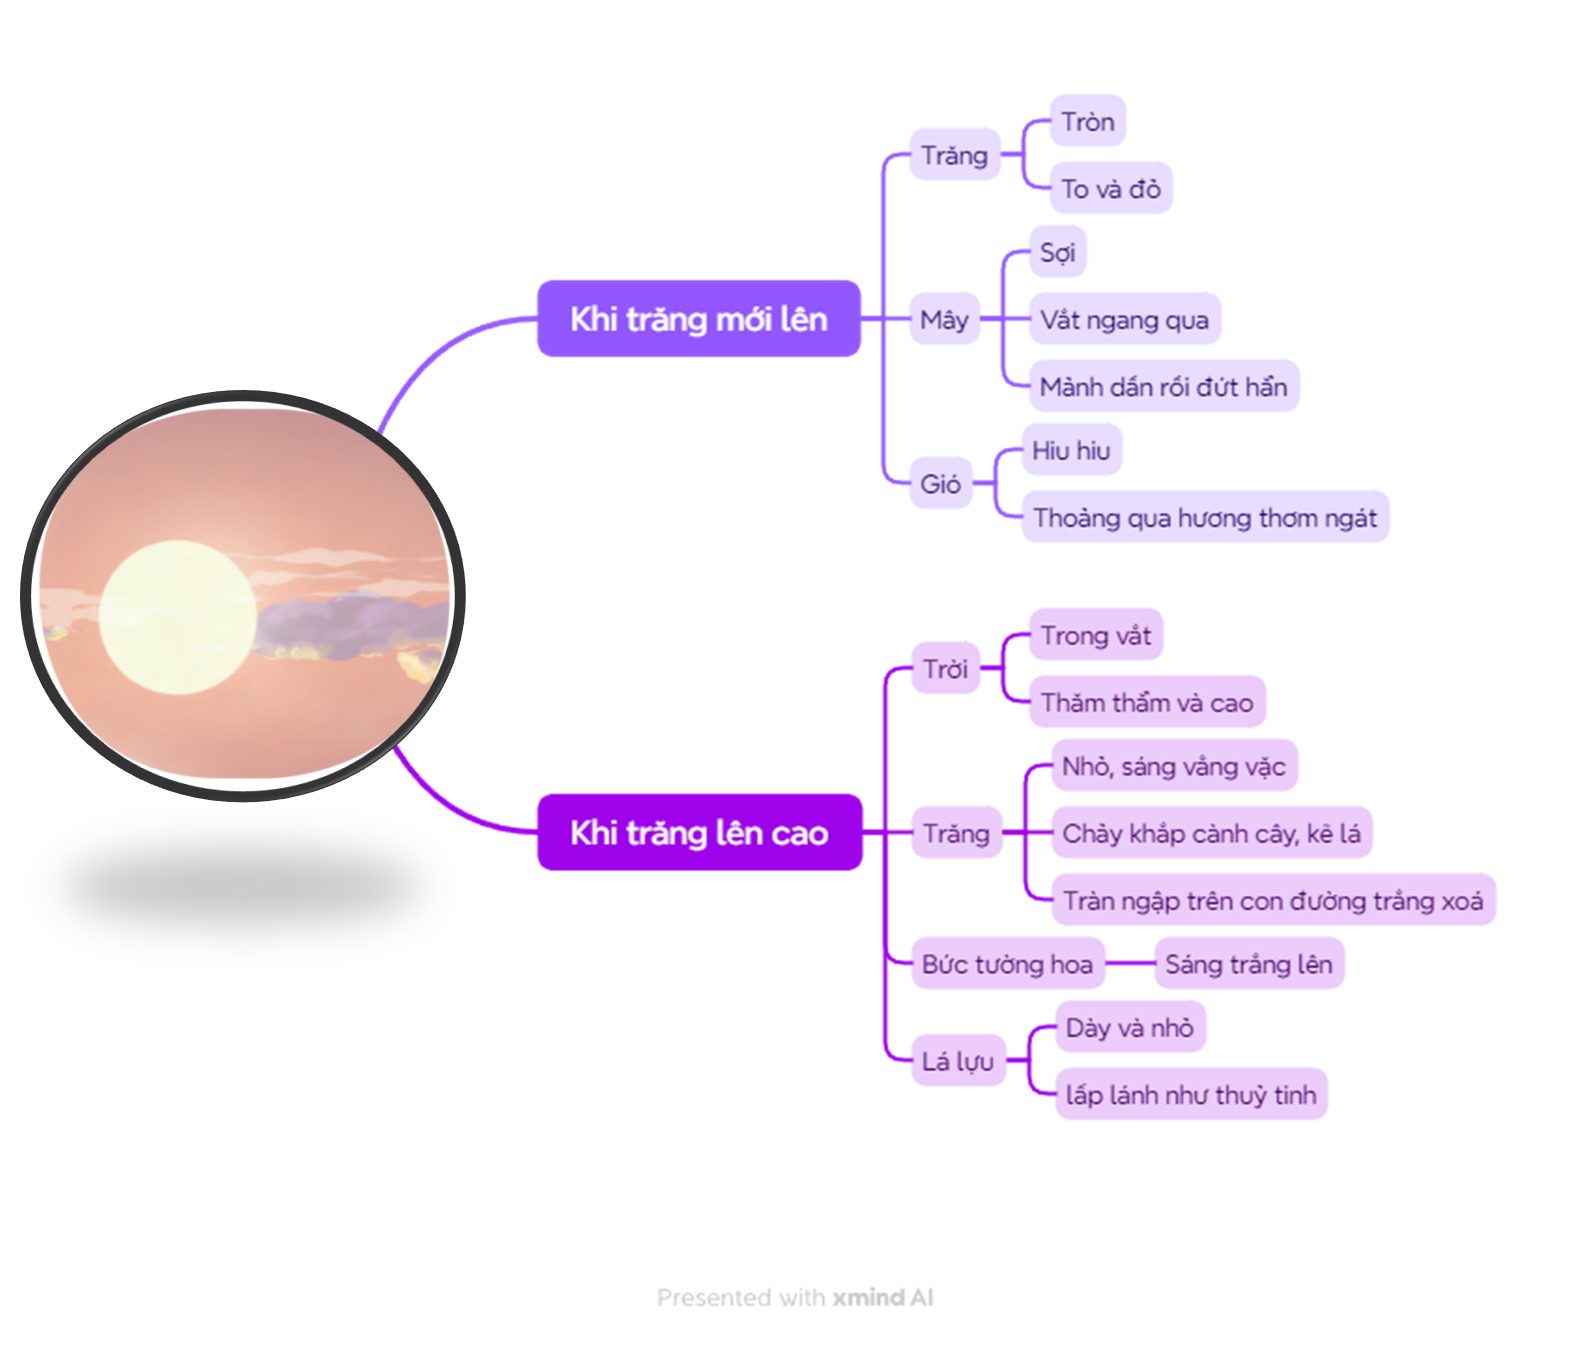 Khi trăng mới lên
Trăng
Tròn
To và đỏ
Mây
Sợi
Vắt ngang qua
Mảnh dần rồi đứt hẳn
Gió
Hiu hiu
Thoảng qua hương thơm ngát
Khi trăng lên cao
Trời
Trong vắt
Thăm thẳm và cao
Trăng
Nhỏ, sáng vằng vặc
Chảy khắp cành cây, kẽ lá
Tràn ngập trên con đường trắng xoá
Bức tường hoa
Sáng trắng lên
Lá lựu
Dày và nhỏ
lấp lánh như thuỷ tinh
Presented with xmind AI